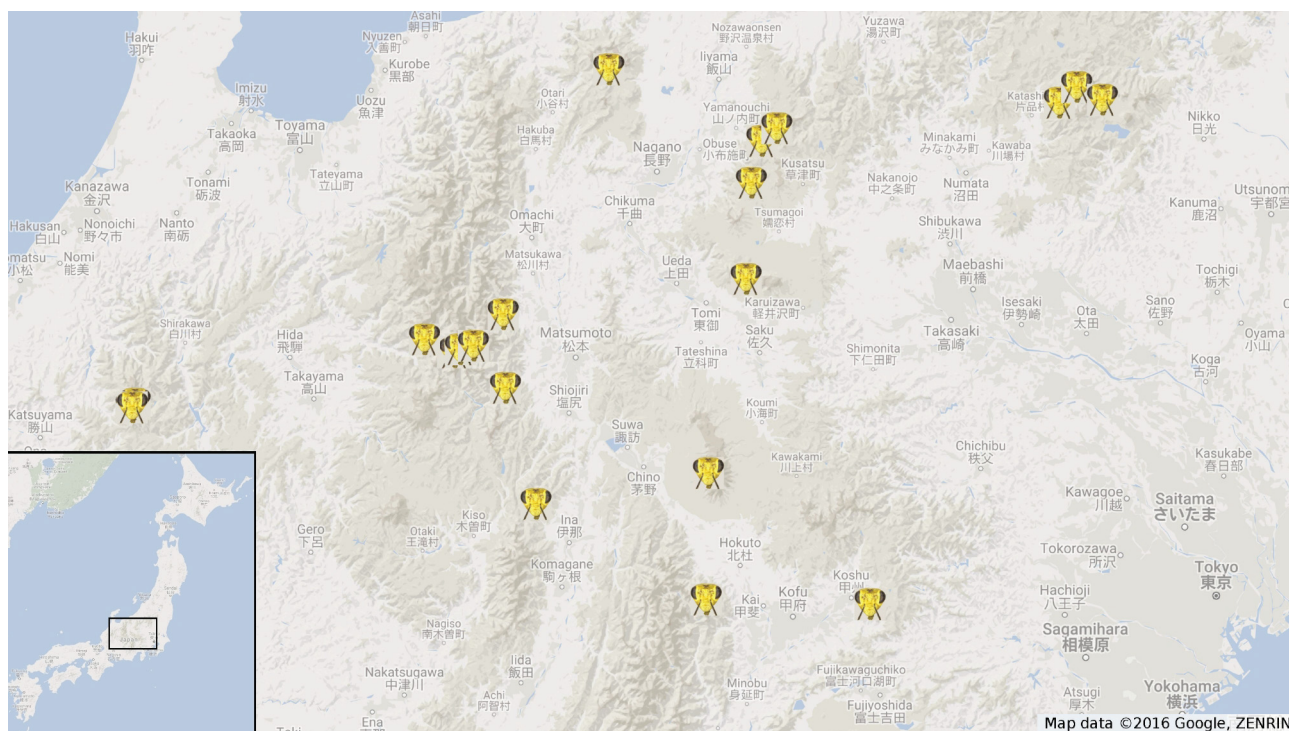 Asahi
朝日町
Hakui
羽咋
Nyuzen
入善町
Nozawaonsen
野沢温泉村
Yuzawa
湯沢町
Iiyama
飯山
Kurobe
黒部
Imizu
射水
Uozu
魚津
Otari
小谷村
Katash
片品村
Yamanouchi
山ノ内町
Nikko
日光
Toyama
富山
Takaoka
高岡
Hakuba
白馬村
Nagano
長野
Obuse
小布施町
Minakami
みなかみ町
Kawaba
川場村
Kusatsu
草津町
Tateyama
立山町
Kanazawa
金沢
Tonami
砺波
Nakanojo
中之条町
Numata
沼田
Utsunom
宇都宮
Chikuma
千曲
Kanuma
鹿沼
Omachi
大町
Tsumagoi
嬬恋村
Shibukawa
渋川
Hakusan
白山
Nonoichi
野々市
Nanto
南砺
Matsukawa
松川村
Nomi
能美
omatsu
小松
Ueda
上田
Maebashi
前橋
Tochigi
栃木
Karuizawa
軽井沢町
Isesaki
伊勢崎
Ota
太田
Sano
佐野
Tomi
東御
Shirakawa
白川村
Hida
飛騨
Matsumoto
松本
Saku
佐久
Takasaki
高崎
Oyama
小山
Tateshina
立科町
Shimonita
下仁田町
Koga
古河
Takayama
高山
Shiojiri
塩尻
Koumi
小海町
Katsuyama
勝山
Suwa
諏訪
Chichibu
秩父
Kawakami
川上村
Kasukabe
春日部
Chino
茅野
Kawagoe
川越
Saitama
さいたま
Gero
下呂
Otaki
王滝村
Kiso
木曽町
Ina
伊那
Hokuto
北杜
Tokorozawa
所沢
Komagane
駒ヶ根
Koshu
甲州
Tokyo
東京
Kai
甲斐
Kofu
甲府
Hachioji
八王子
Nagiso
南木曽町
Sagamihara
相模原
Iida
飯田
Nakatsugawa
中津川
Fujikawaguchiko
富士河口湖町
Achi
阿智村
Minobu
身延町
Atsugi
厚木
Yokohama
横浜
Fujiyoshida
富士吉田
Ena
Map data ©2016 Google, ZENRIN